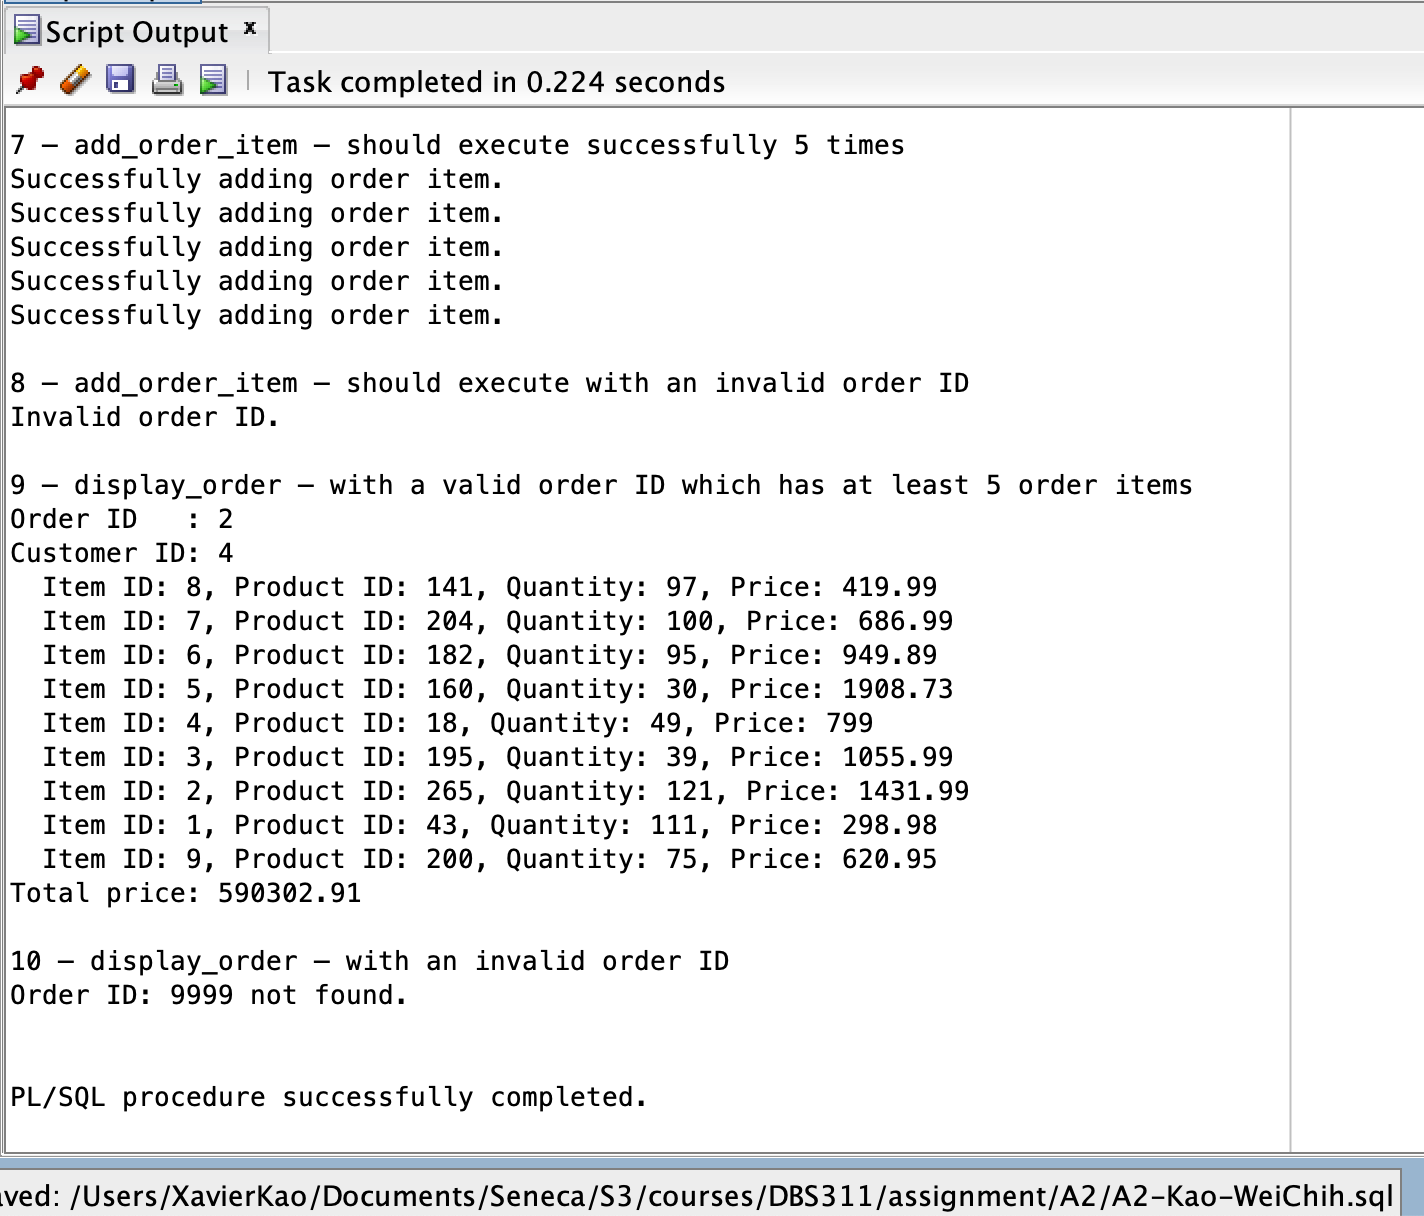 Script Output x
Task completed in 0.224 seconds
7 – add_order_item – should execute successfully 5 times
Successfully adding order item.
Successfully adding order item.
Successfully adding order item.
Successfully adding order item.
Successfully adding order item.
8 – add_order_item – should execute with an invalid order ID
Invalid order ID.
9 – display_order – with a valid order ID which has at least 5 order items
Order ID   : 2
Customer ID: 4
  Item ID: 8, Product ID: 141, Quantity: 97, Price: 419.99
  Item ID: 7, Product ID: 204, Quantity: 100, Price: 686.99
  Item ID: 6, Product ID: 182, Quantity: 95, Price: 949.89
  Item ID: 5, Product ID: 160, Quantity: 30, Price: 1908.73
  Item ID: 4, Product ID: 18, Quantity: 49, Price: 799
  Item ID: 3, Product ID: 195, Quantity: 39, Price: 1055.99
  Item ID: 2, Product ID: 265, Quantity: 121, Price: 1431.99
  Item ID: 1, Product ID: 43, Quantity: 111, Price: 298.98
  Item ID: 9, Product ID: 200, Quantity: 75, Price: 620.95
Total price: 590302.91
10 – display_order – with an invalid order ID
Order ID: 9999 not found.
PL/SQL procedure successfully completed.
ved: /Users/XavierKao/Documents/Seneca/S3/courses/DBS311/assignment/A2/A2-Kao-WeiChih.sql